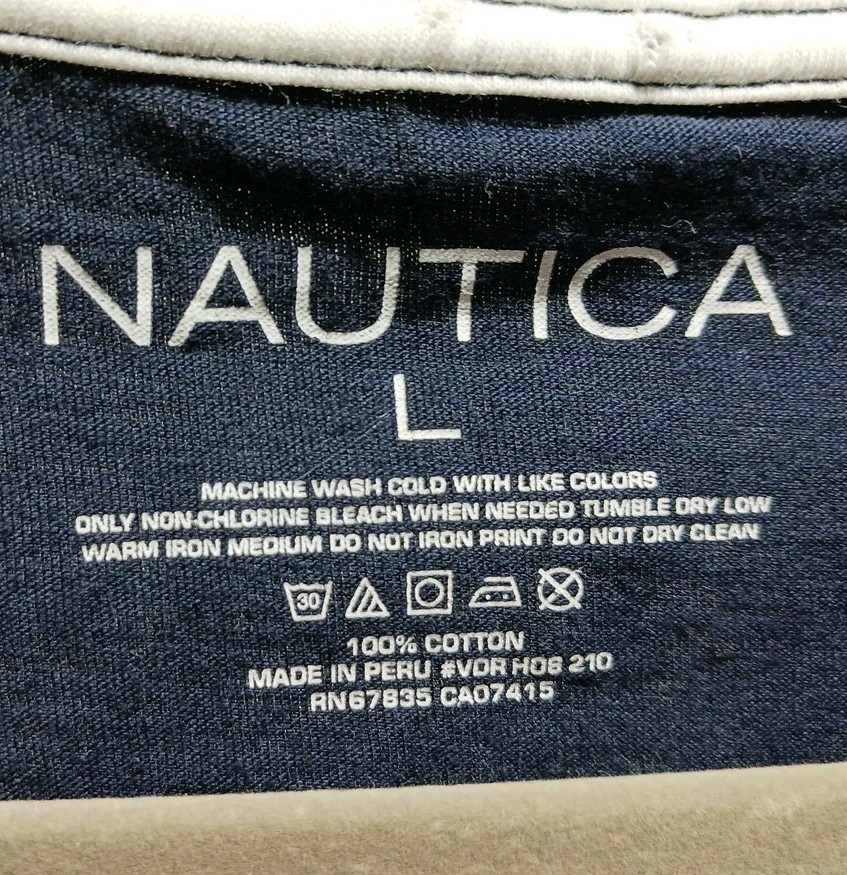 NAUTICA
L
MACHINE WASH COLD WITH LIKE COLORS
ONLY NON-CHLORINE BLEACH WHEN NEEDED TUMBLE DRY LOW
WARM IRON MEDIUM DO NOT IRON PRINT DO NOT DRY CLEAN
30
100% COTTON
MADE IN PERU #VDR H08 210
RN67835 CA07415